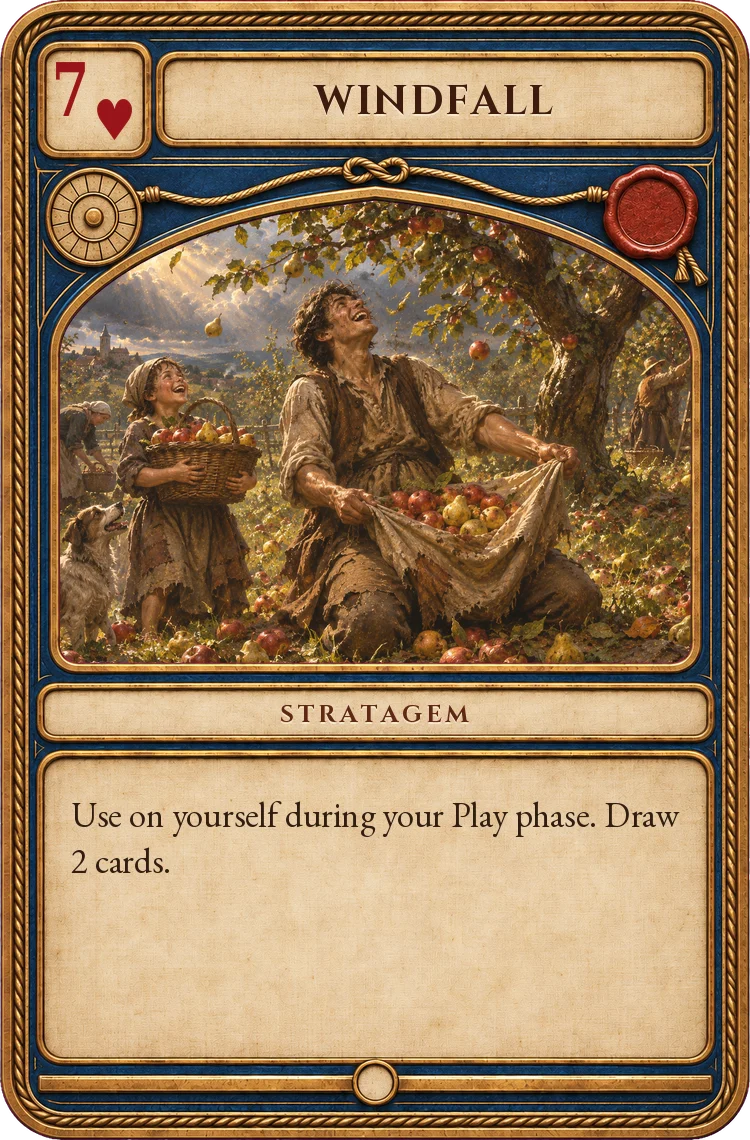 7♥
WINDFALL
STRATAGEM
Use on yourself during your Play phase. Draw
2 cards.